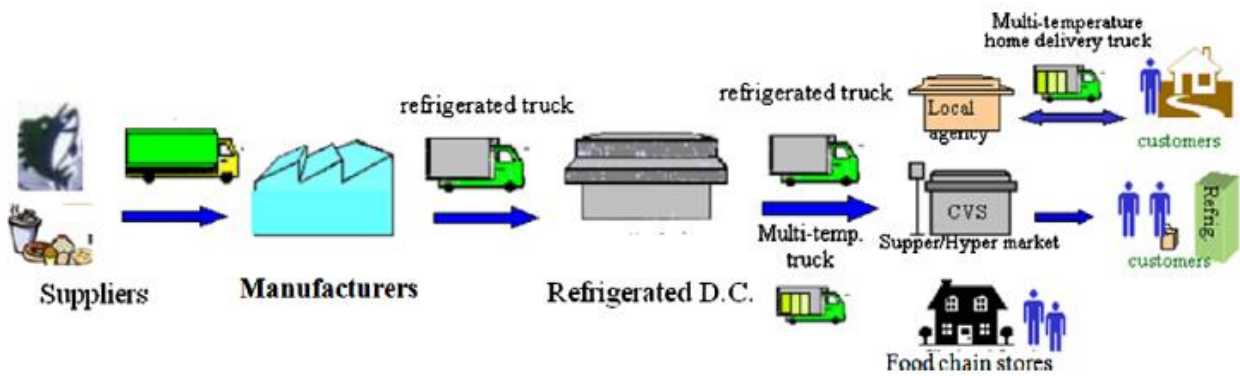 Suppliers
Manufacturers
refrigerated truck
Refrigerated D.C.
refrigerated truck
Multi-temp.
truck
Multi-temperature
home delivery truck
Local
agency
customers
CVS
Supper/Hyper market
Refrig.
customers
Food chain stores